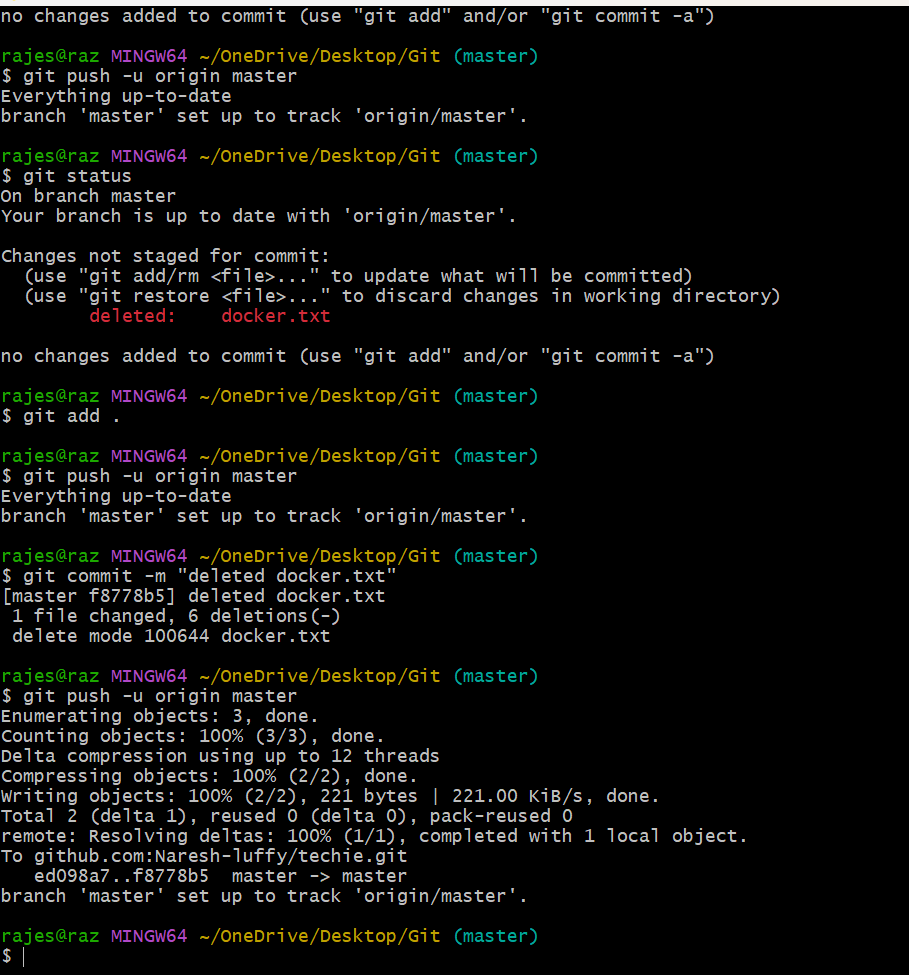 no changes added to commit (use "git add" and/or "git commit -a")
rajes@raz MINGW64 ~/OneDrive/Desktop/Git (master)
$ git push -u origin master
Everything up-to-date
branch 'master' set up to track 'origin/master'.
rajes@raz MINGW64 ~/OneDrive/Desktop/Git (master)
$ git status
On branch master
Your branch is up to date with 'origin/master'.
Changes not staged for commit:
  (use "git add/rm <file>..." to update what will be committed)
  (use "git restore <file>..." to discard changes in working directory)
        deleted:    docker.txt
no changes added to commit (use "git add" and/or "git commit -a")
rajes@raz MINGW64 ~/OneDrive/Desktop/Git (master)
$ git add .
rajes@raz MINGW64 ~/OneDrive/Desktop/Git (master)
$ git push -u origin master
Everything up-to-date
branch 'master' set up to track 'origin/master'.
rajes@raz MINGW64 ~/OneDrive/Desktop/Git (master)
$ git commit -m "deleted docker.txt"
[master f8778b5] deleted docker.txt
 1 file changed, 6 deletions(-)
 delete mode 100644 docker.txt
rajes@raz MINGW64 ~/OneDrive/Desktop/Git (master)
$ git push -u origin master
Enumerating objects: 3, done.
Counting objects: 100% (3/3), done.
Delta compression using up to 12 threads
Compressing objects: 100% (2/2), done.
Writing objects: 100% (2/2), 221 bytes | 221.00 KiB/s, done.
Total 2 (delta 1), reused 0 (delta 0), pack-reused 0
remote: Resolving deltas: 100% (1/1), completed with 1 local object.
To github.com:Naresh-luffy/techie.git
   ed098a7..f8778b5  master -> master
branch 'master' set up to track 'origin/master'.
rajes@raz MINGW64 ~/OneDrive/Desktop/Git (master)
$